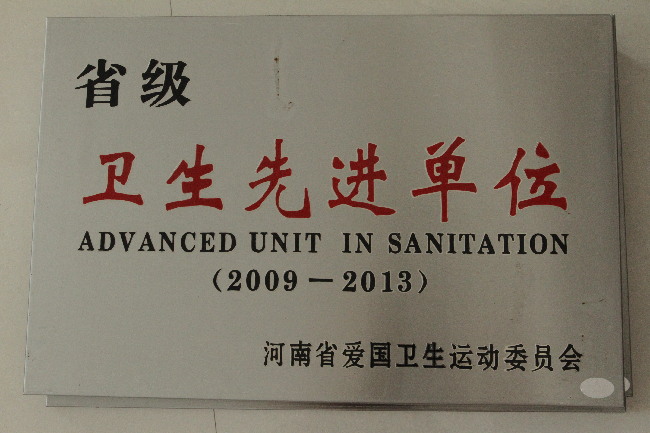 省级
卫生先进单位
ADVANCED UNIT IN SANITATION
（2009－2013）
河南省爱国卫生运动委员会